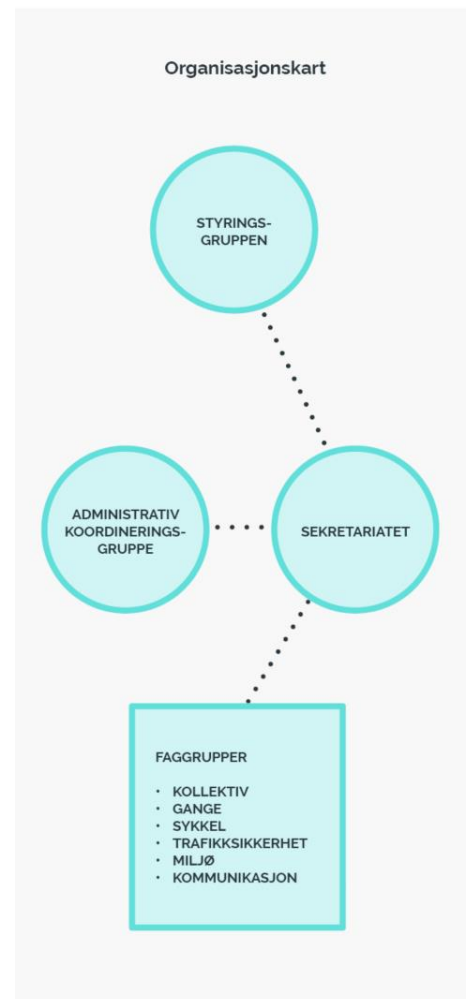 Organisasjonskart
STYRINGS-
GRUPPEN
ADMINISTRATIV
KOORDINERINGS-
GRUPPE
SEKRETARIATET
FAGGRUPPER
• KOLLEKTIV
• GANGE
• SYKKEL
• TRAFIKKSIKKERHET
• MILJØ
• KOMMUNIKASJON